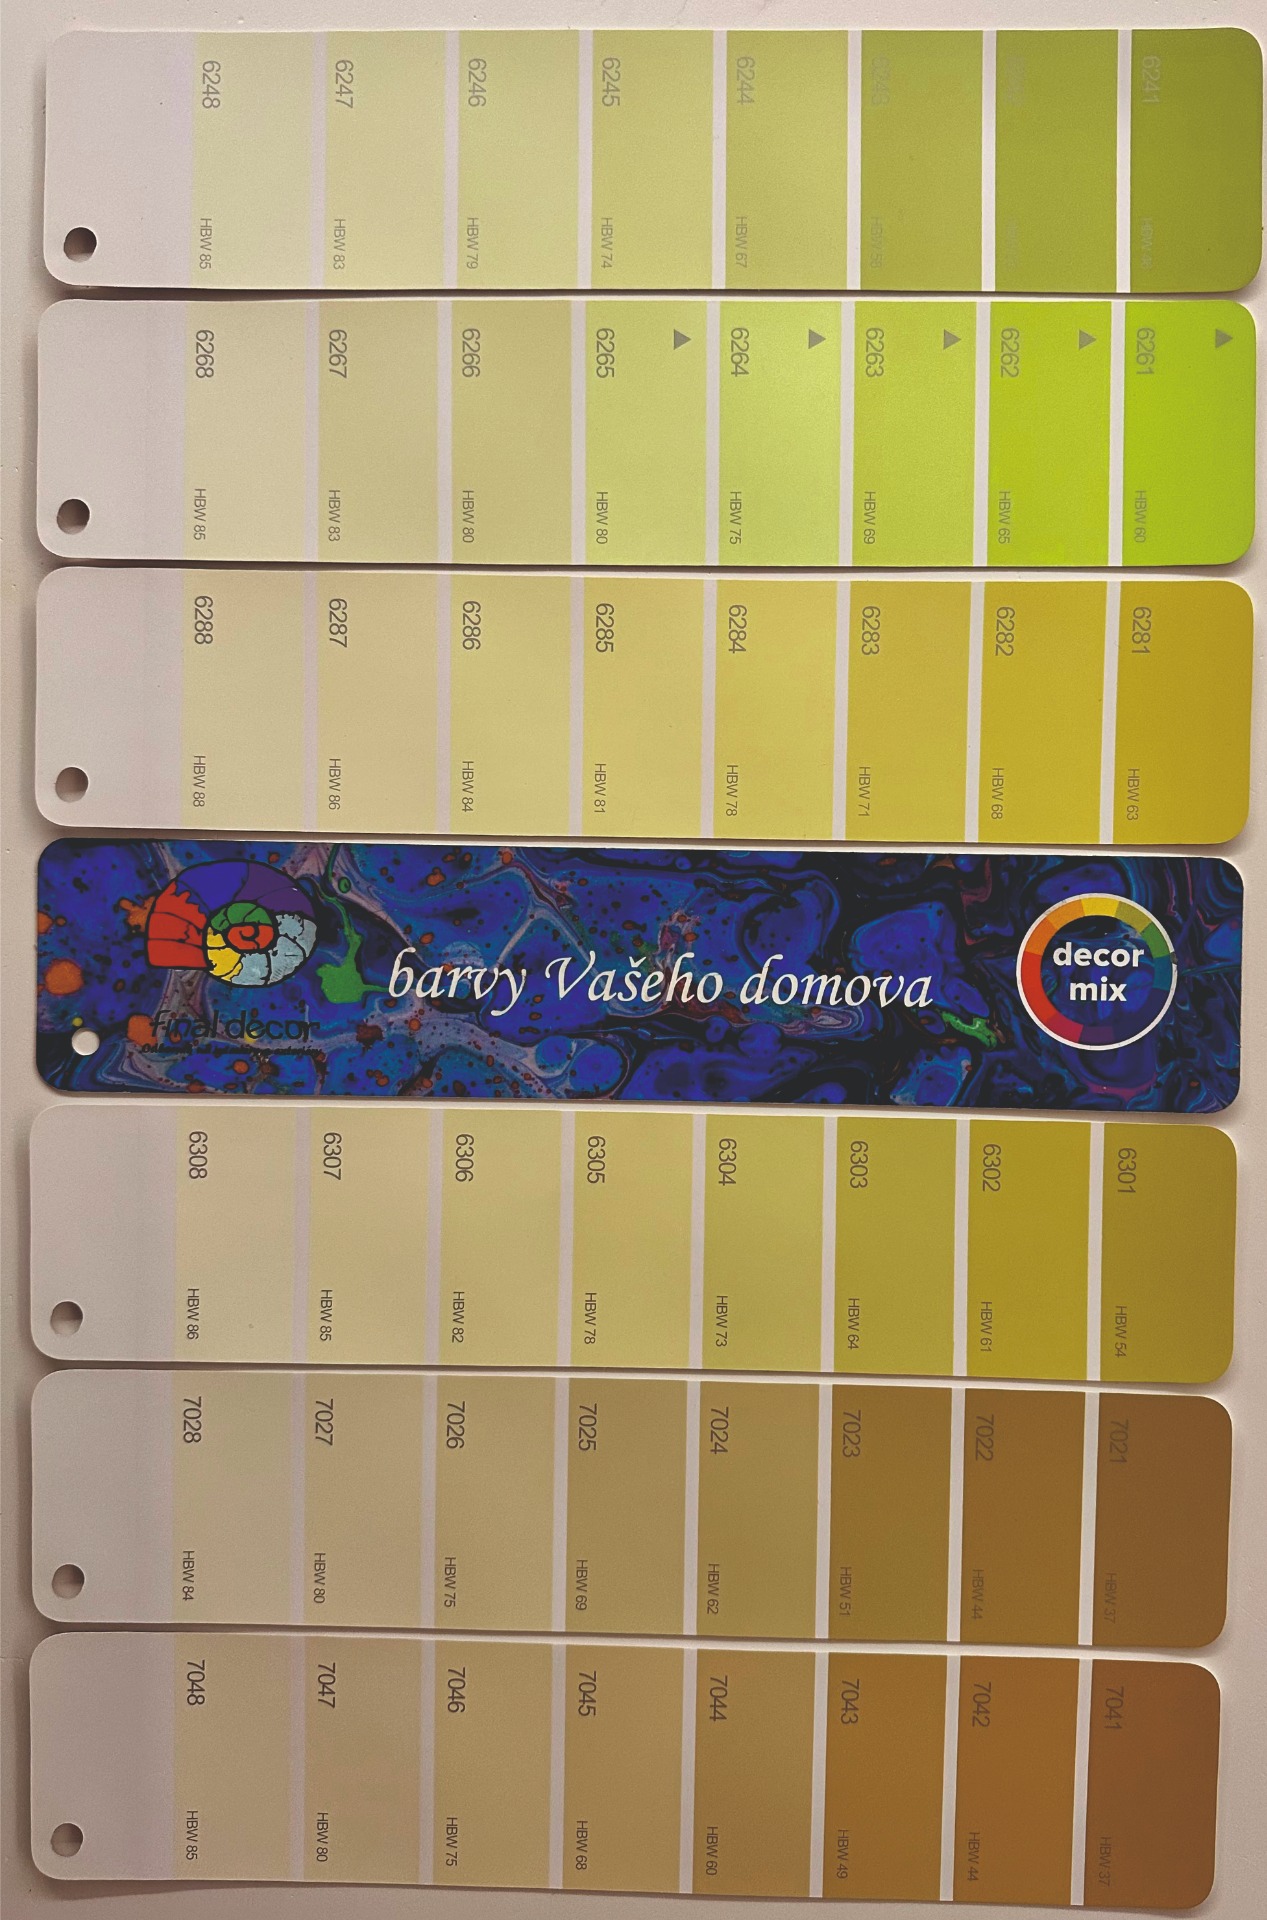 6248
6247
6246
6245
6244
6241
HBW 85
HBW 83
HBW 79
HBW 74
HBW 67
6268
6267
6266
6265
6264
6263
6262
6261
HBW 85
HBW 83
HBW 80
HBW 80
HBW 75
HBW 69
HBW 65
HBW 60
6288
6287
6286
6285
6284
6283
6282
6281
HBW 88
HBW 86
HBW 84
HBW 81
HBW 78
HBW 71
HBW 68
HBW 63
barvy Vašeho domova
decor
mix
final decor
6308
6307
6306
6305
6304
6303
6302
6301
HBW 86
HBW 85
HBW 82
HBW 78
HBW 73
HBW 64
HBW 61
HBW 54
7028
7027
7026
7025
7024
7023
7022
7021
HBW 84
HBW 80
HBW 75
HBW 69
HBW 62
HBW 51
HBW 44
HBW 37
7048
7047
7046
7045
7044
7043
7042
7041
HBW 85
HBW 80
HBW 75
HBW 68
HBW 60
HBW 49
HBW 44
HBW 37